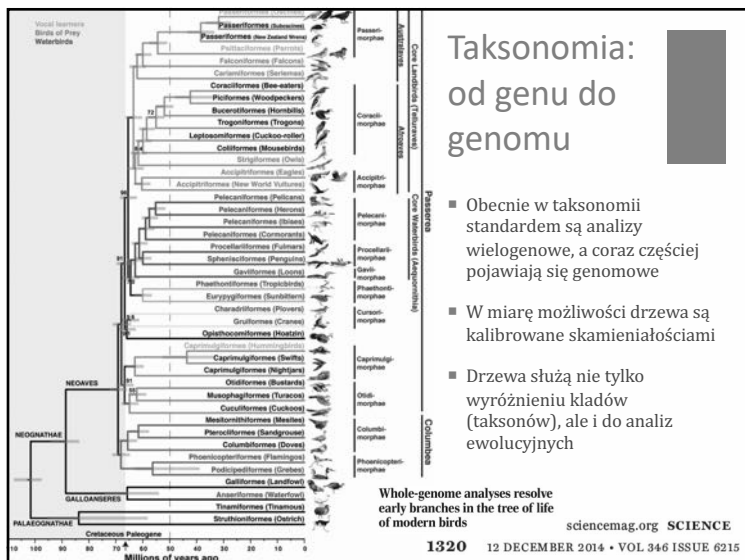 Vocal learners
Birds of Prey
Waterbirds
Passeriformes (Suboscines)
Passeriformes (New Zealand Wrens)
Psittaciformes (Parrots)
Falconiformes (Falcons)
Cariamiformes (Seriemas)
Coraciiformes (Bee-eaters)
Piciformes (Woodpeckers)
Bucerotiformes (Hornbills)
Trogoniformes (Trogons)
Leptosomiformes (Cuckoo-roller)
Coliiformes (Mousebirds)
Strigiformes (Owls)
Accipitriformes (Eagles)
Accipitriformes (New World Vultures)
Pelecaniformes (Pelicans)
Pelecaniformes (Herons)
Pelecaniformes (Ibises)
Pelecaniformes (Cormorants)
Procellariiformes (Fulmars)
Sphenisciformes (Penguins)
Gaviiformes (Loons)
Phaethontiformes (Tropicbirds)
Eurypygiformes (Sunbittern)
Charadriiformes (Plovers)
Gruiformes (Cranes)
Opisthocomiformes (Hoatzin)
Caprimulgiformes (Hummingbirds)
Caprimulgiformes (Swifts)
Caprimulgiformes (Nightjars)
Otidiformes (Bustards)
Musophagiformes (Turacos)
Cuculiformes (Cuckoos)
Mesitornithiformes (Mesites)
Pterocliformes (Sandgrouse)
Columbiformes (Doves)
Phoenicopteriformes (Flamingos)
Podicipediformes (Grebes)
Galliformes (Landfowl)
Anseriformes (Waterfowl)
Tinamiformes (Tinamous)
Struthioniformes (Ostrich)
NEOAVES
NEOGNATHAE
GALLOANSERES
PALAEOGNATHAE
Cretaceous Paleogene
80 70 60 50 40 30 20 10 0
Millions of years ago
Passeri-
morphae
Coracii-
morphae
Accipitri-
morphae
Pelecani-
morphae
Procellarii-
morphae
Gavii-
morphae
Phaethonti-
morphae
Cursori-
morphae
Caprimulgi-
morphae
Otidi-
morphae
Columbi-
morphae
Phoenicopteri-
morphae
Australaves
Afroaves
Core Landbirds (Telluraves)
Core Waterbirds (Aequornithia)
Passerea
Columbea
Taksonomia:
od genu do
genomu
Obecnie w taksonomii
standardem są analizy
wielogenowe, a coraz częściej
pojawiają się genomowe
W miarę możliwości drzewa są
kalibrowane skamieniałościami
Drzewa służą nie tylko
wyróżnieniu kladów
(taksonów), ale i do analiz
ewolucyjnych
Whole-genome analyses resolve
early branches in the tree of life
of modern birds
sciencemag.org SCIENCE
1320 12 DECEMBER 2014 • VOL 346 ISSUE 6215